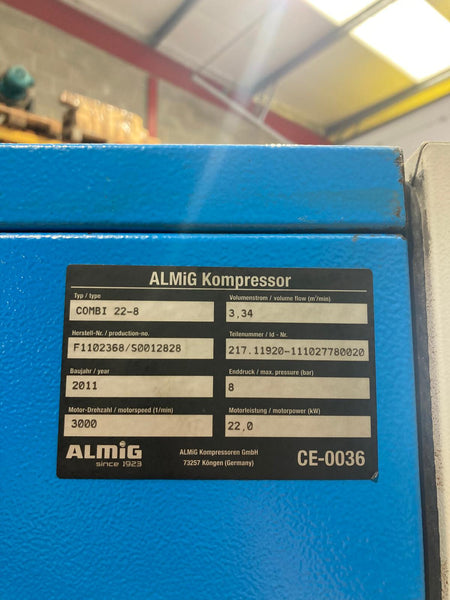 ALMiG Kompressor
Typ / type
COMBI 22-8
Volumenstrom / volume flow (m³/min)
3,34
Herstell-Nr. / production-no.
F1102368/S0012828
Teilenummer / Id - Nr.
217.11920-111027780020
Baujahr / year
2011
Enddruck / max. pressure (bar)
8
Motor-Drehzahl / motorspeed (1/min)
3000
Motorleistung / motorpower (kW)
22,0
ALMiG
since 1923
ALMiG Kompressoren GmbH
73257 Köngen (Germany)
CE-0036